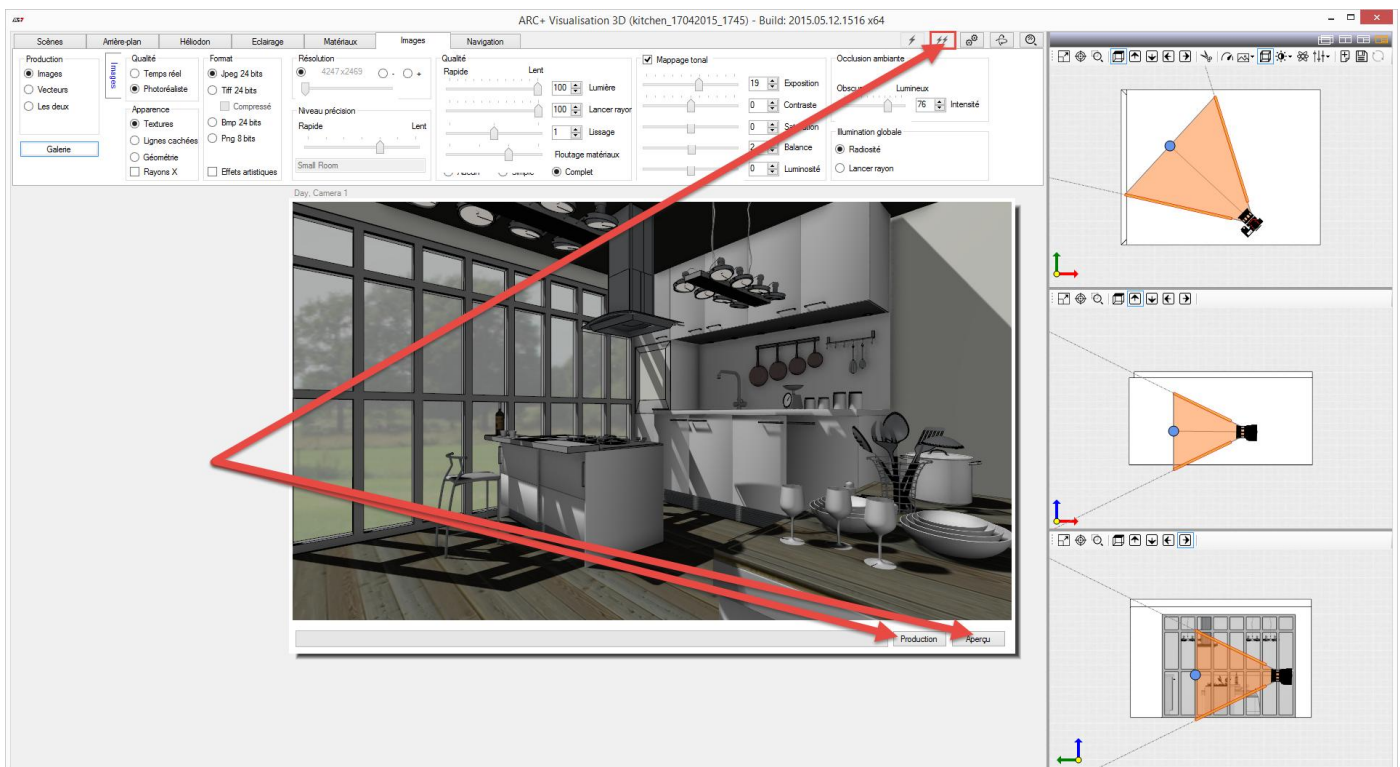 ARC+ Visualisation 3D (kitchen_17042015_1745) - Build: 2015.05.12.1516 x64
Scènes
Arrière-plan
Héliodon
Eclairage
Matériaux
Images
Navigation
Production
Images
Vecteurs
Les deux
Galerie
Images
Qualité
Temps réel
Photoréaliste
Apparence
Textures
Lignes cachées
Géométrie
Rayons X
Format
Jpeg 24 bits
Tiff 24 bits
Compressé
Bmp 24 bits
Png 8 bits
Effets artistiques
Résolution
4247x2469
-
+
Niveau précision
Rapide Lent
Small Room
Qualité
Rapide Lent
100 Lumière
100 Lancer rayon
1 Lissage
Floutage matériaux
Complet
Mappage tonal
19 Exposition
0 Contraste
0 Saturation
2 Balance
0 Luminosité
Occlusion ambiante
Lumineux
76 Intensité
Illumination globale
Radiosité
Lancer rayon
Day, Camera 1
Production
Aperçu